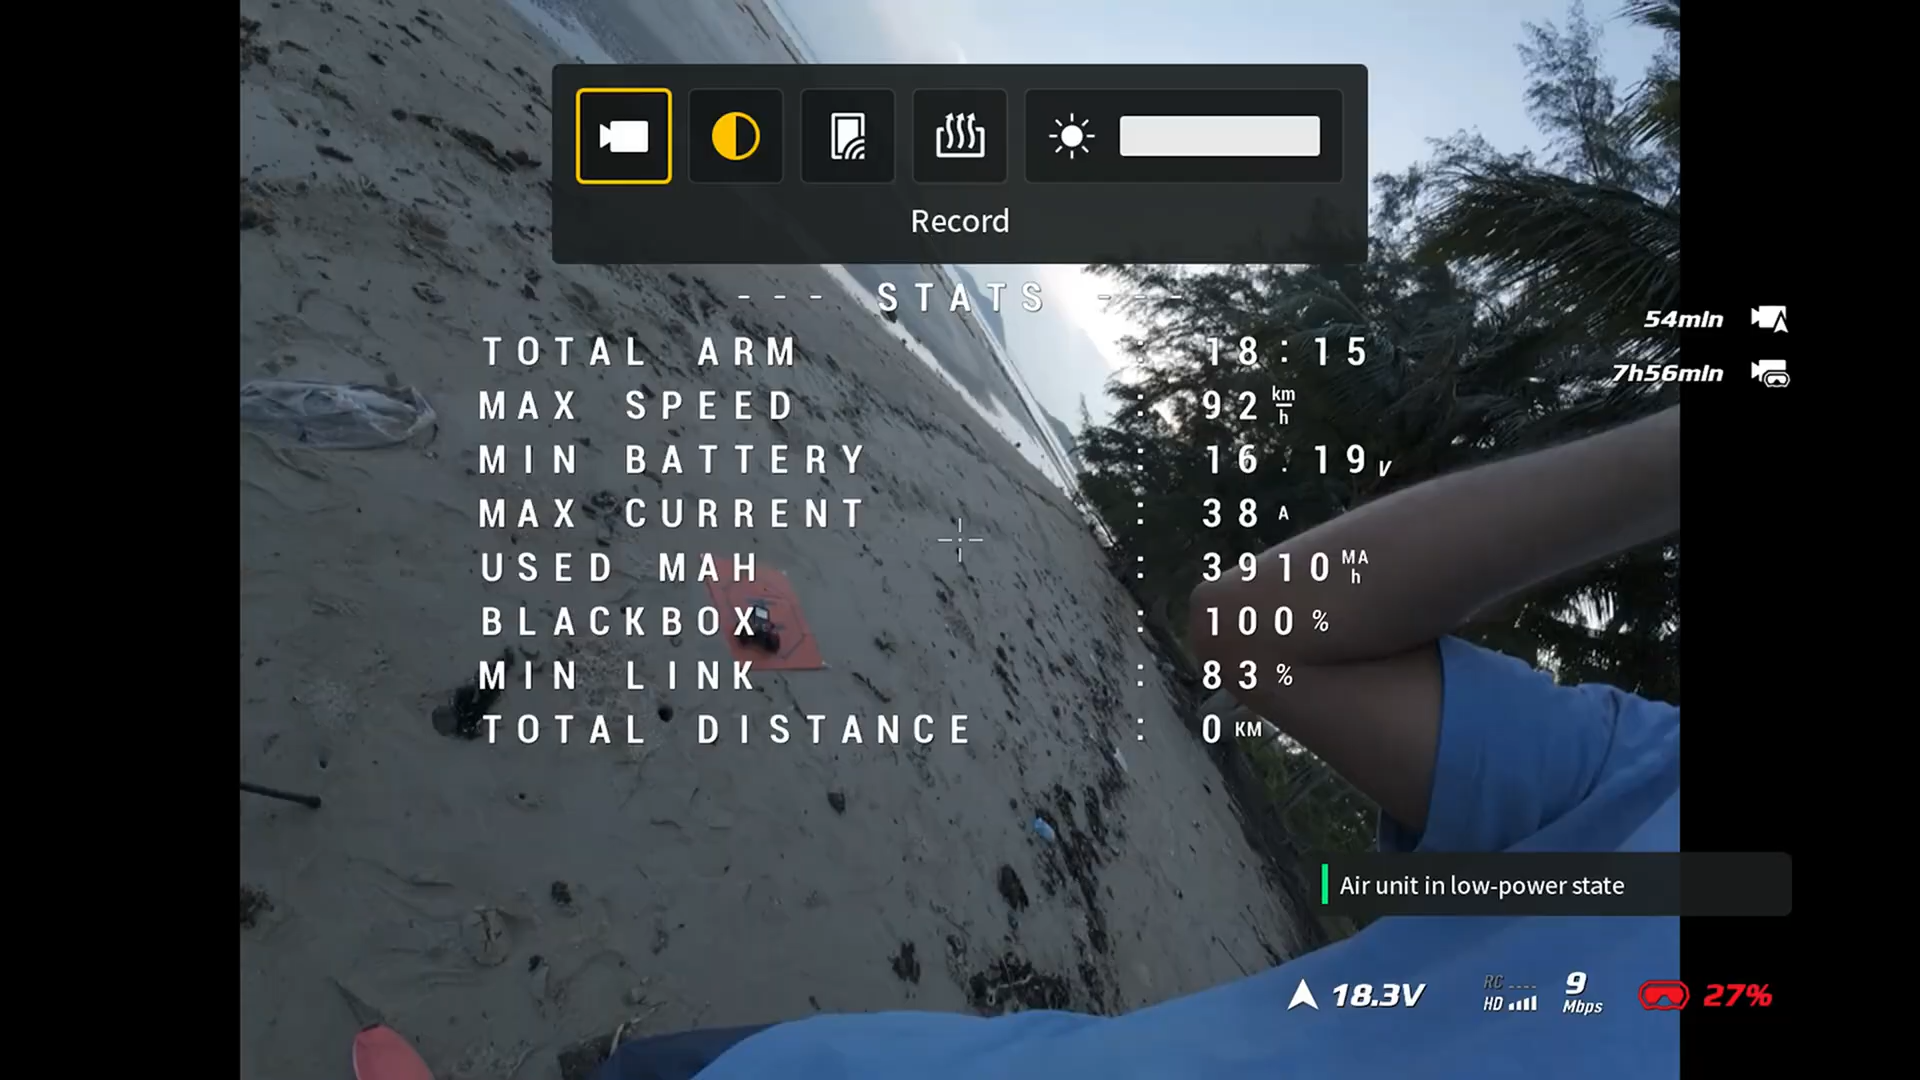 Record
--- STATS ---
TOTAL ARM : 18:15
MAX SPEED : 92 km/h
MIN BATTERY : 16.19 V
MAX CURRENT : 38 A
USED MAH : 3910 MAh
BLACKBOX : 100 %
MIN LINK : 83 %
TOTAL DISTANCE : 0 KM
54min
7h56min
Air unit in low-power state
18.3V
RC ----
HD
9 Mbps
27%